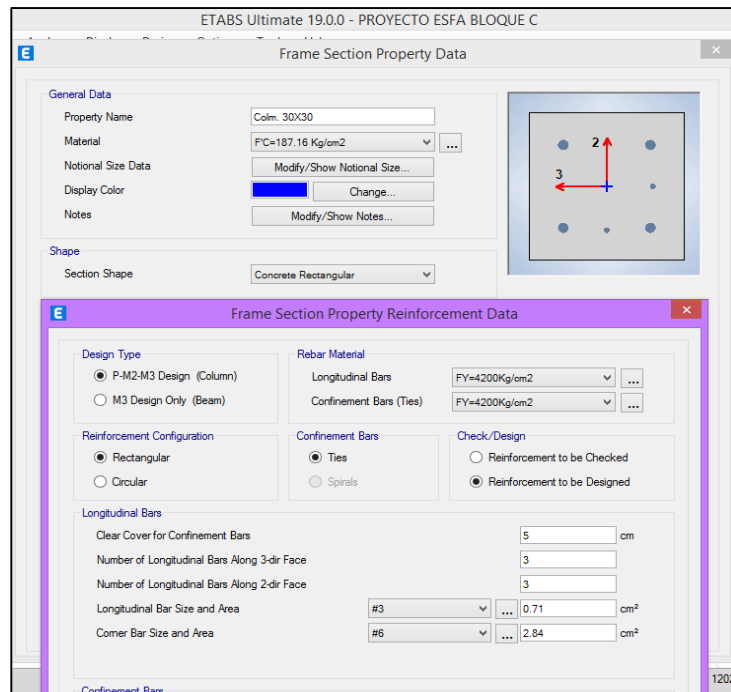 ETABS Ultimate 19.0.0 - PROYECTO ESFA BLOQUE C
E Frame Section Property Data ×
General Data
Property Name Colm. 30X30
Material F'C=187.16 Kg/cm2 ...
Notional Size Data Modify/Show Notional Size...
Display Color Change...
Notes Modify/Show Notes...
2
3
Shape
Section Shape Concrete Rectangular
E Frame Section Property Reinforcement Data ×
Design Type
P-M2-M3 Design (Column)
M3 Design Only (Beam)
Rebar Material
Longitudinal Bars FY=4200Kg/cm2 ...
Confinement Bars (Ties) FY=4200Kg/cm2 ...
Reinforcement Configuration
Rectangular
Circular
Confinement Bars
Ties
Spirals
Check/Design
Reinforcement to be Checked
Reinforcement to be Designed
Longitudinal Bars
Clear Cover for Confinement Bars 5 cm
Number of Longitudinal Bars Along 3-dir Face 3
Number of Longitudinal Bars Along 2-dir Face 3
Longitudinal Bar Size and Area #3 ... 0.71 cm²
Corner Bar Size and Area #6 ... 2.84 cm²
Confinement Bars